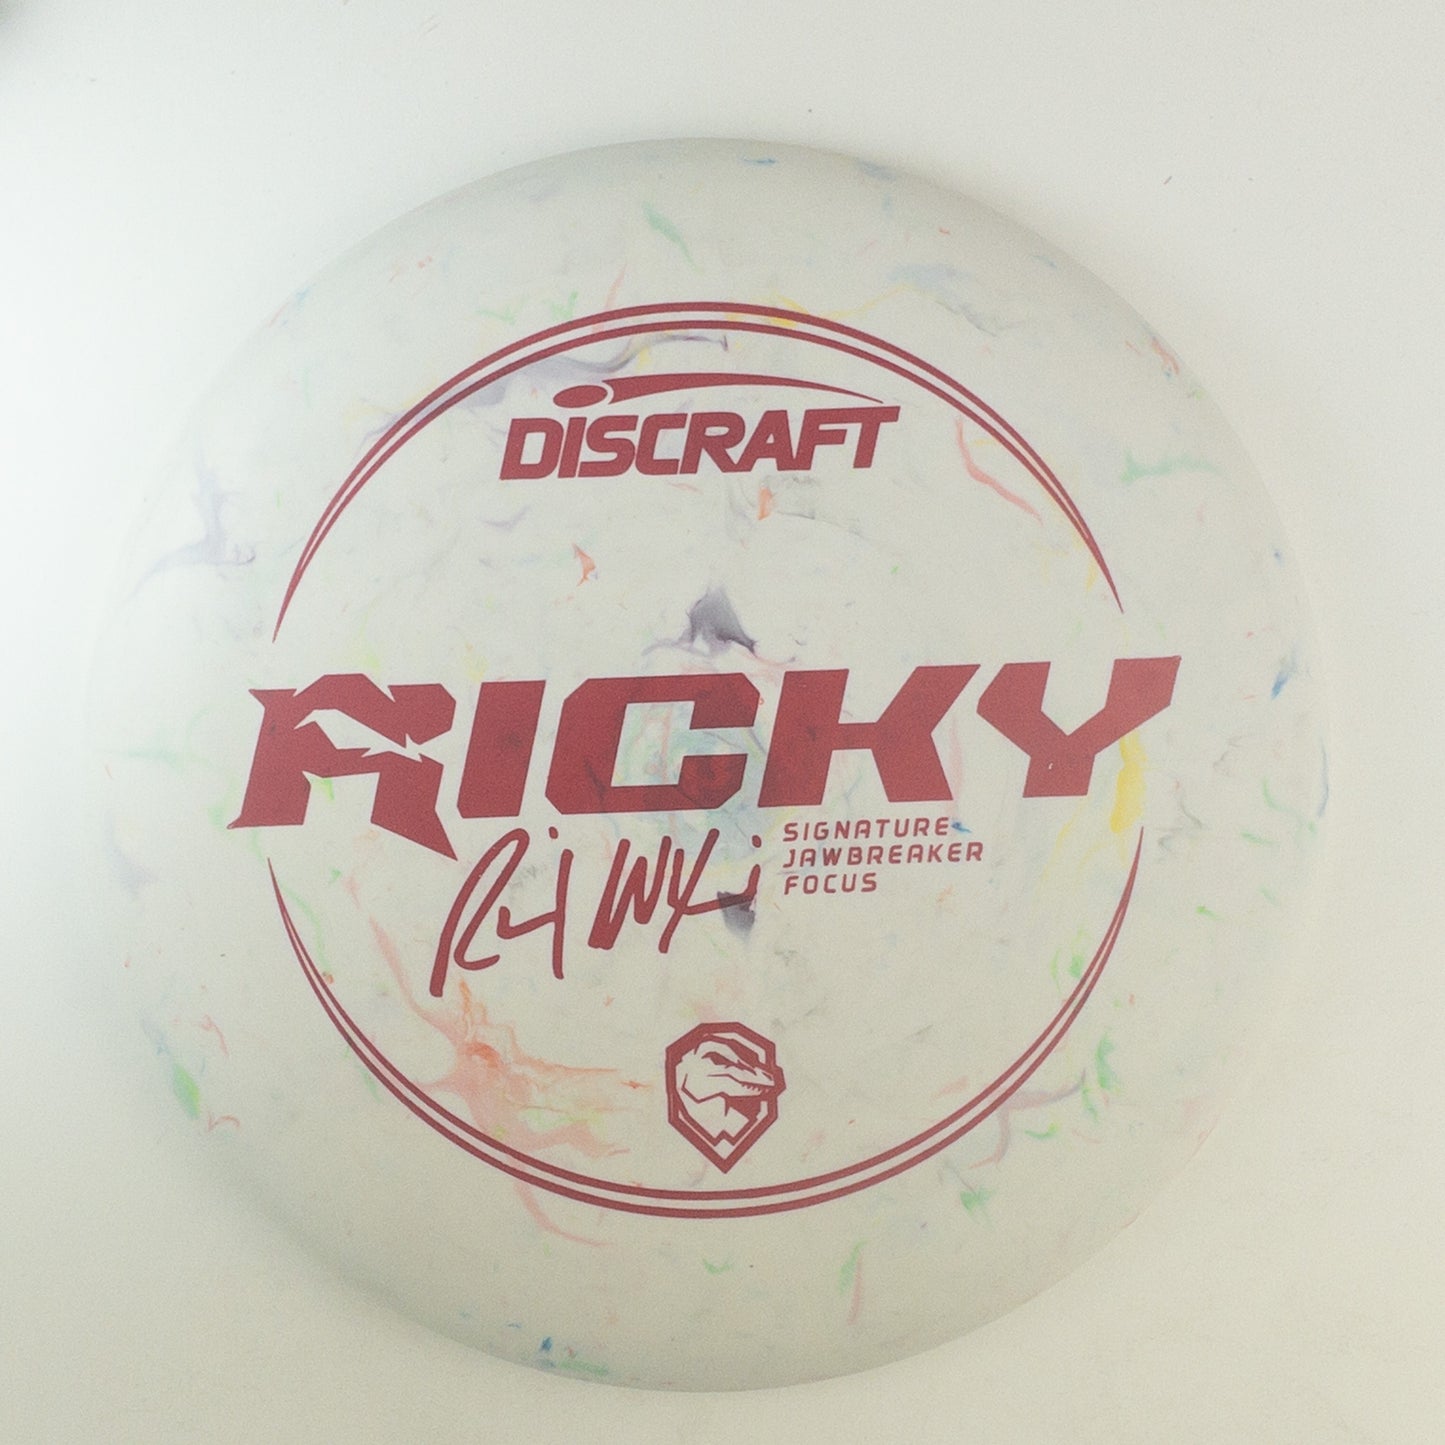 DISCRAFT
RICKY
SIGNATURE
JAWBREAKER
FOCUS